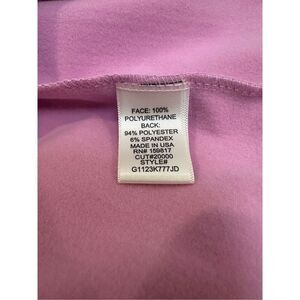 FACE: 100%
POLYURETHANE
BACK:
94% POLYESTER
6% SPANDEX
MADE IN USA
RN# 159817
CUT#20000
STYLE#
G1123K777JD